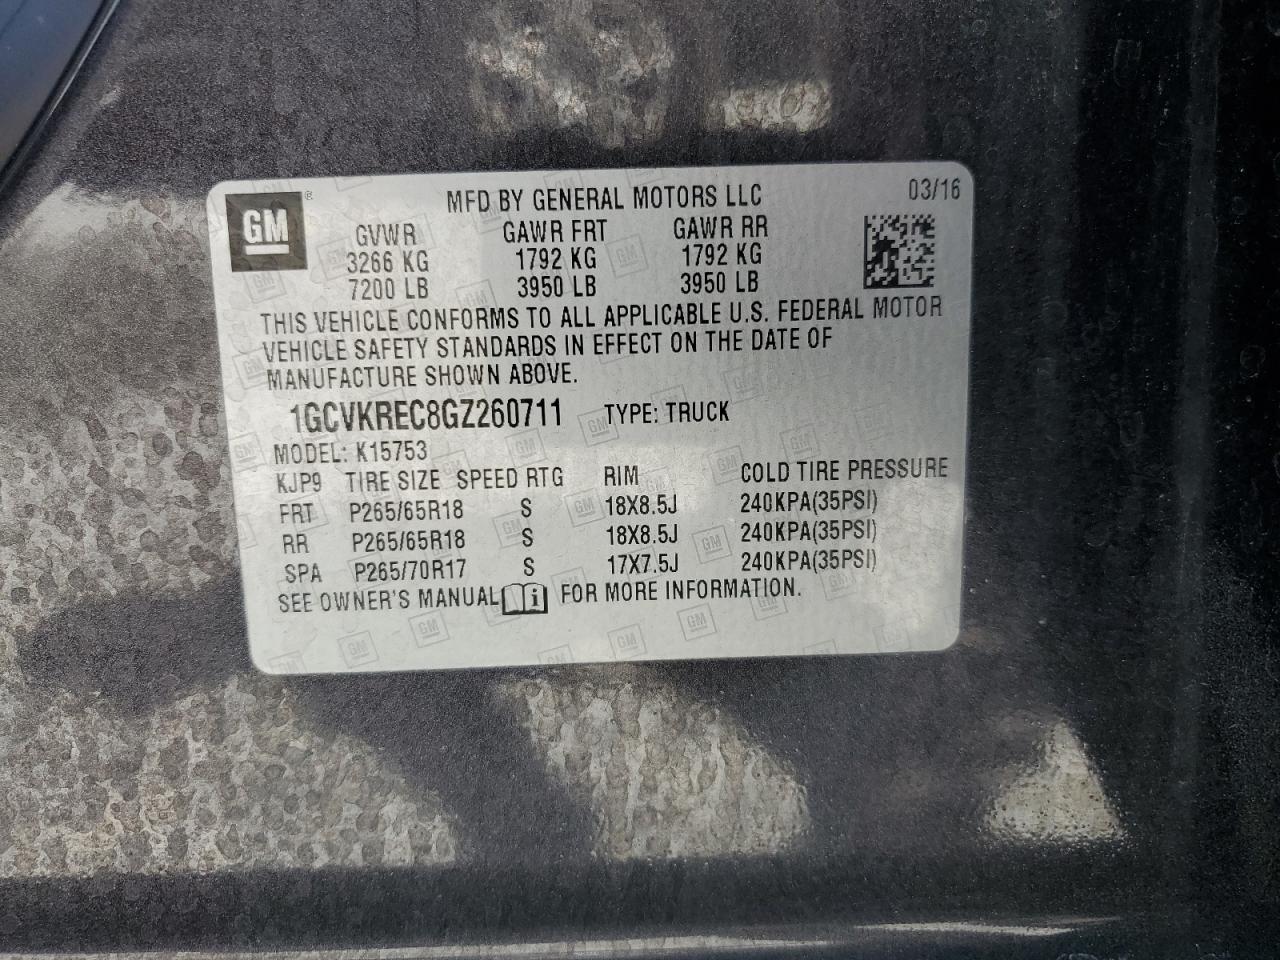 GM ® MFD BY GENERAL MOTORS LLC 03/16
GVWR GAWR FRT GAWR RR
3266 KG 1792 KG 1792 KG
7200 LB 3950 LB 3950 LB
THIS VEHICLE CONFORMS TO ALL APPLICABLE U.S. FEDERAL MOTOR
VEHICLE SAFETY STANDARDS IN EFFECT ON THE DATE OF
MANUFACTURE SHOWN ABOVE.
1GCVKREC8GZ260711 TYPE: TRUCK
MODEL: K15753
KJP9 TIRE SIZE SPEED RTG RIM COLD TIRE PRESSURE
FRT P265/65R18 S 18X8.5J 240KPA(35PSI)
RR P265/65R18 S 18X8.5J 240KPA(35PSI)
SPA P265/70R17 S 17X7.5J 240KPA(35PSI)
SEE OWNER'S MANUAL i FOR MORE INFORMATION.